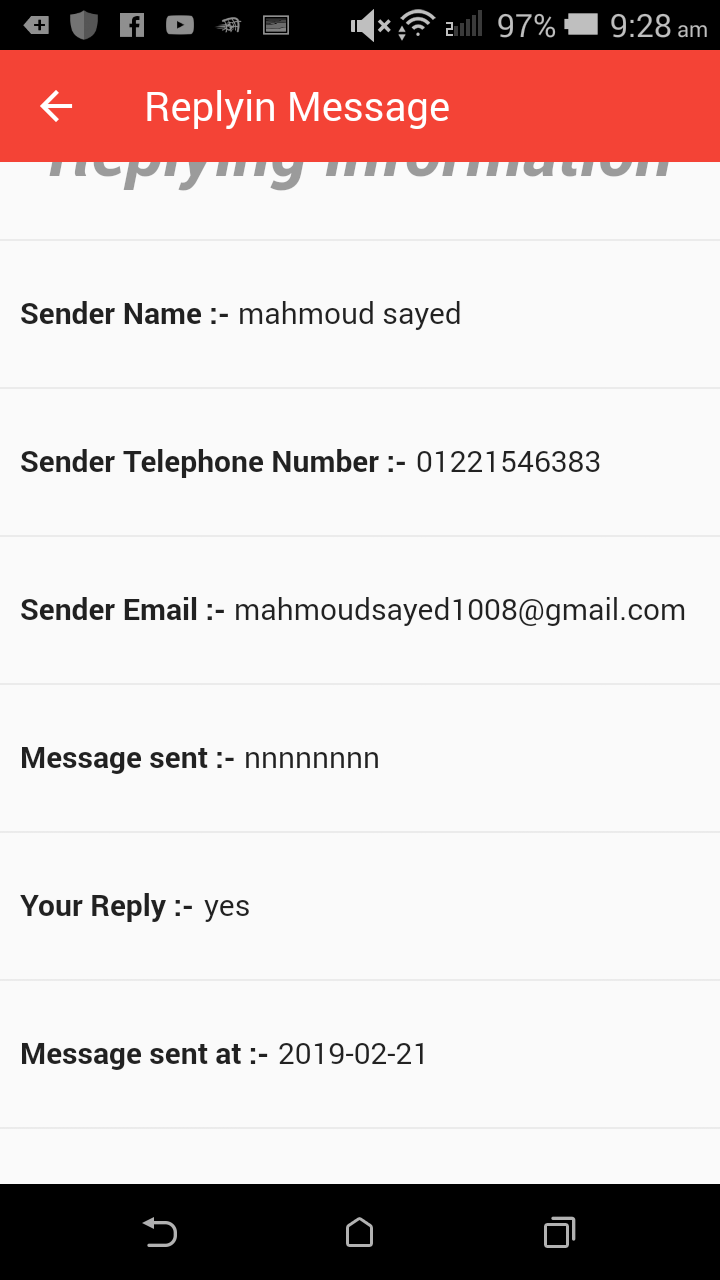 97% 9:28 am
Replyin Message
Replying Information
Sender Name :- mahmoud sayed
Sender Telephone Number :- 01221546383
Sender Email :- mahmoudsayed1008@gmail.com
Message sent :- nnnnnnnn
Your Reply :- yes
Message sent at :- 2019-02-21